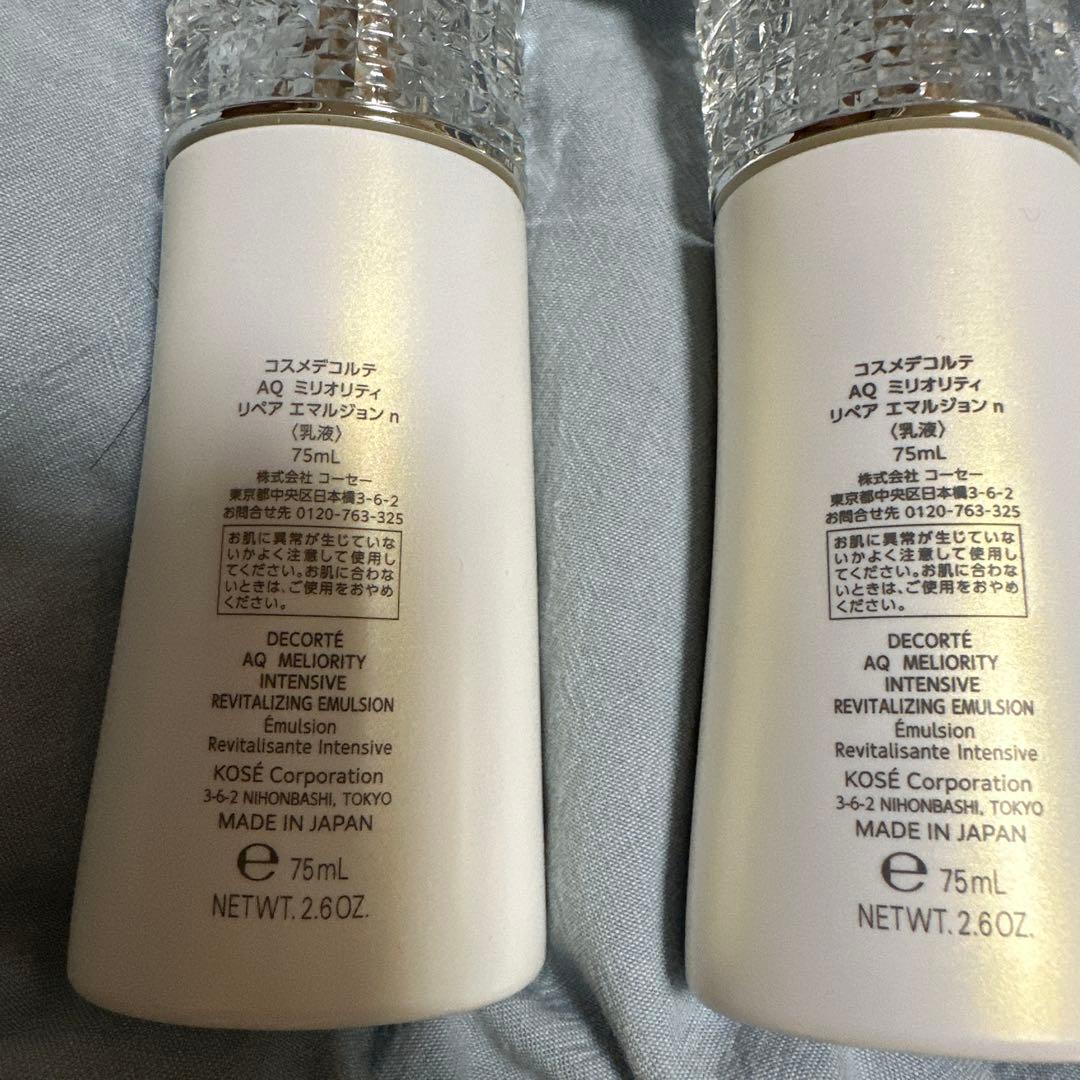 コスメデコルテ
AQ ミリオリティ
リペア エマルジョン n
〈乳液〉
75mL
株式会社 コーセー
東京都中央区日本橋3-6-2
お問合せ先 0120-763-325
お肌に異常が生じていな
いかよく注意して使用し
てください。お肌に合わな
いときは、ご使用をおやめ
ください。
DECORTÉ
AQ MELIORITY
INTENSIVE
REVITALIZING EMULSION
Émulsion
Revitalisante Intensive
KOSÉ Corporation
3-6-2 NIHONBASHI, TOKYO
MADE IN JAPAN
e 75mL
NETWT. 2.6 OZ.
コスメデコルテ
AQ ミリオリティ
リペア エマルジョン n
〈乳液〉
75mL
株式会社 コーセー
東京都中央区日本橋3-6-2
お問合せ先 0120-763-325
お肌に異常が生じていな
いかよく注意して使用し
てください。お肌に合わな
いときは、ご使用をおやめ
ください。
DECORTÉ
AQ MELIORITY
INTENSIVE
REVITALIZING EMULSION
Émulsion
Revitalisante Intensive
KOSÉ Corporation
3-6-2 NIHONBASHI, TOKYO
MADE IN JAPAN
e 75mL
NETWT. 2.6 OZ.